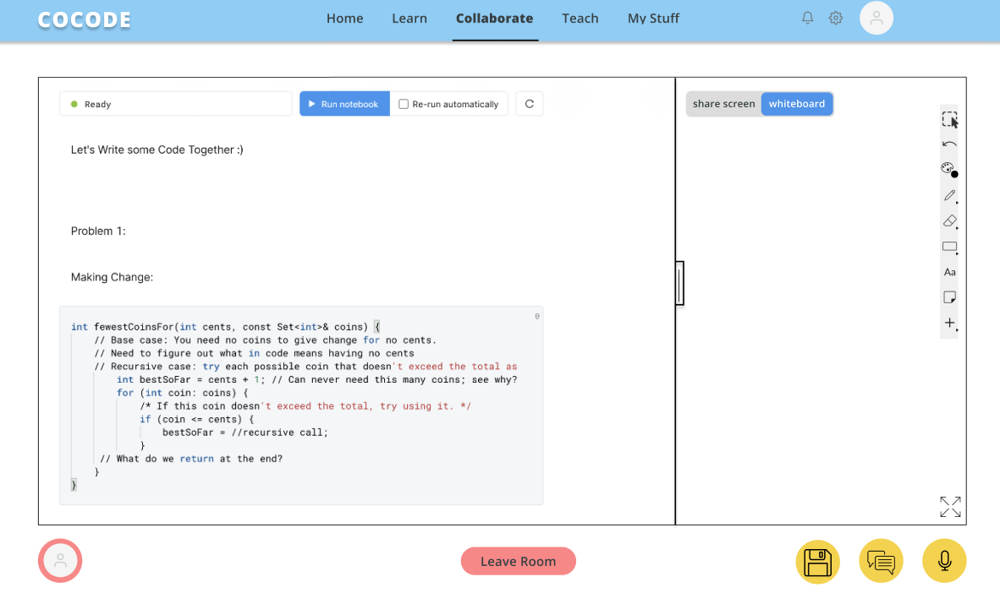 COCODE
Home Learn Collaborate Teach My Stuff
Ready
Run notebook
Re-run automatically
share screen
whiteboard
Let's Write some Code Together :)
Problem 1:
Making Change:
0
int fewestCoinsFor(int cents, const Set<int>& coins) {
// Base case: You need no coins to give change for no cents.
// Need to figure out what in code means having no cents
// Recursive case: try each possible coin that doesn't exceed the total as
int bestSoFar = cents + 1; // Can never need this many coins; see why?
for (int coin: coins) {
/* If this coin doesn't exceed the total, try using it. */
if (coin <= cents) {
bestSoFar = //recursive call;
}
// What do we return at the end?
}
}
Aa
Leave Room